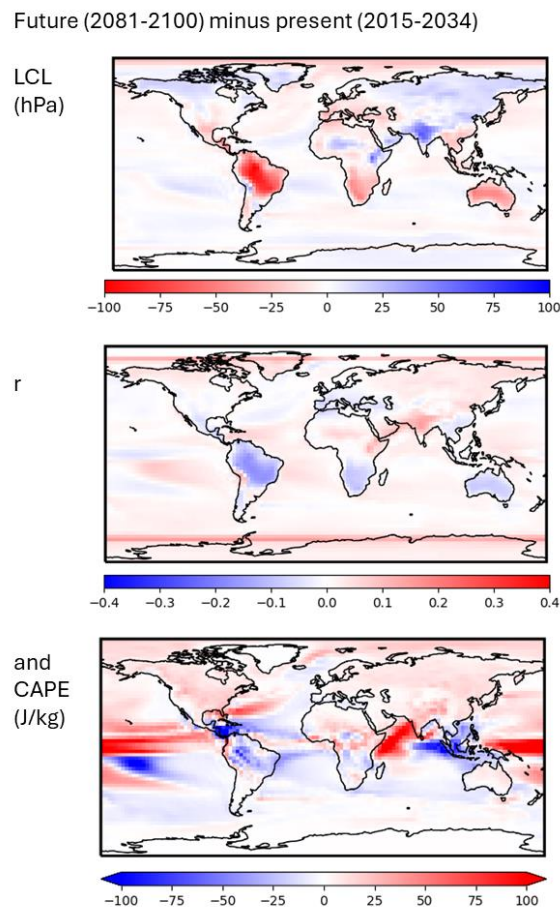 Future (2081-2100) minus present (2015-2034)
LCL
(hPa)
−100 −75 −50 −25 0 25 50 75 100
r
−0.4 −0.3 −0.2 −0.1 0.0 0.1 0.2 0.3 0.4
and
CAPE
(J/kg)
−100 −75 −50 −25 0 25 50 75 100